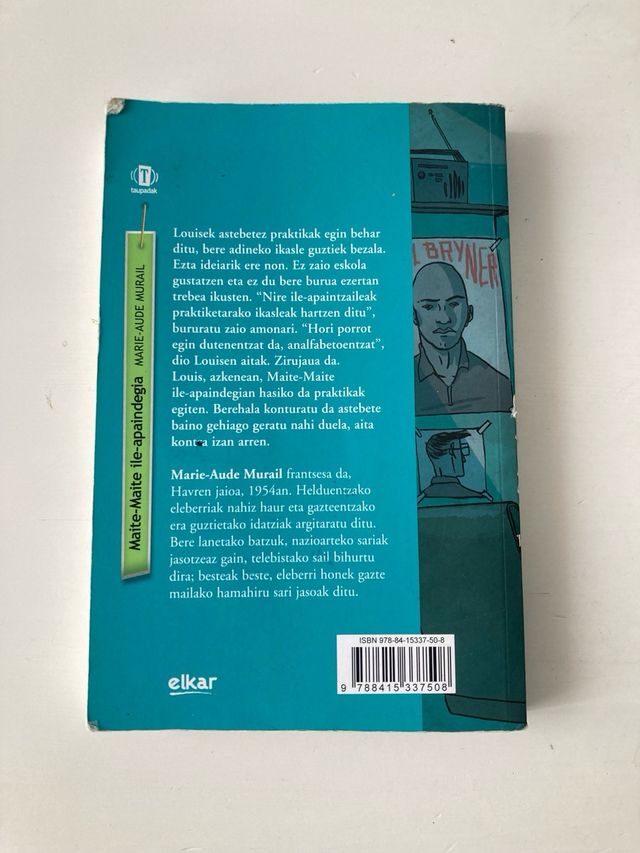 T
taupadak
Maite-Maite ile-apaindegia MARIE-AUDE MURAIL
Louisek astebetez praktikak egin behar
ditu, bere adineko ikasle guztiek bezala.
Ezta ideiarik ere non. Ez zaio eskola
gustatzen eta ez du bere burua ezertan
trebea ikusten. “Nire ile-apaintzaileak
praktiketarako ikasleak hartzen ditu”,
bururatu zaio amonari. “Hori porrot
egin dutenentzat da, analfabetoentzat”,
dio Louisen aitak. Zirujaua da.
Louis, azkenean, Maite-Maite
ile-apaindegian hasiko da praktikak
egiten. Berehala konturatu da astebete
baino gehiago geratu nahi duela, aita
kontra izan arren.
Marie-Aude Murail frantsesa da,
Havren jaioa, 1954an. Helduentzako
eleberriak nahiz haur eta gazteentzako
era guztietako idatziak argitaratu ditu.
Bere lanetako batzuk, nazioarteko sariak
jasotzeaz gain, telebistako sail bihurtu
dira; besteak beste, eleberri honek gazte
mailako hamahiru sari jasoak ditu.
BRYNER
elkar
ISBN 978-84-15337-50-8
9 788415 337508